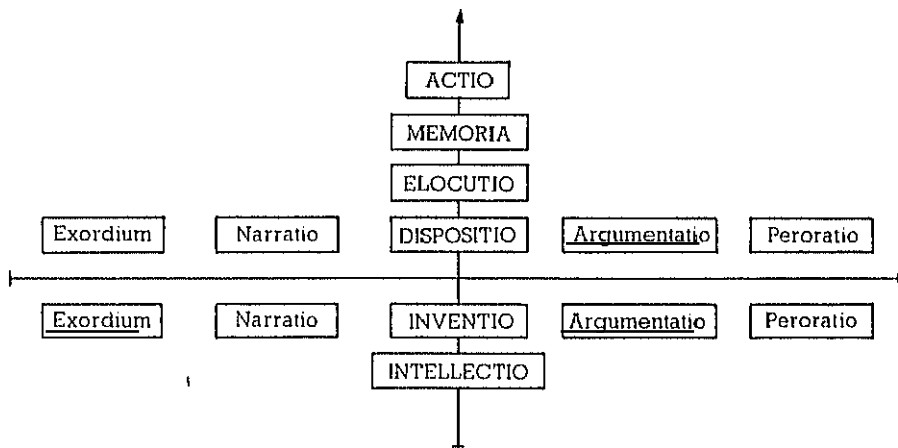 ACTIO
MEMORIA
ELOCUTIO
Exordium Narratio DISPOSITIO Argumentatio Peroratio
Exordium Narratio INVENTIO Argumentatio Peroratio
INTELLECTIO